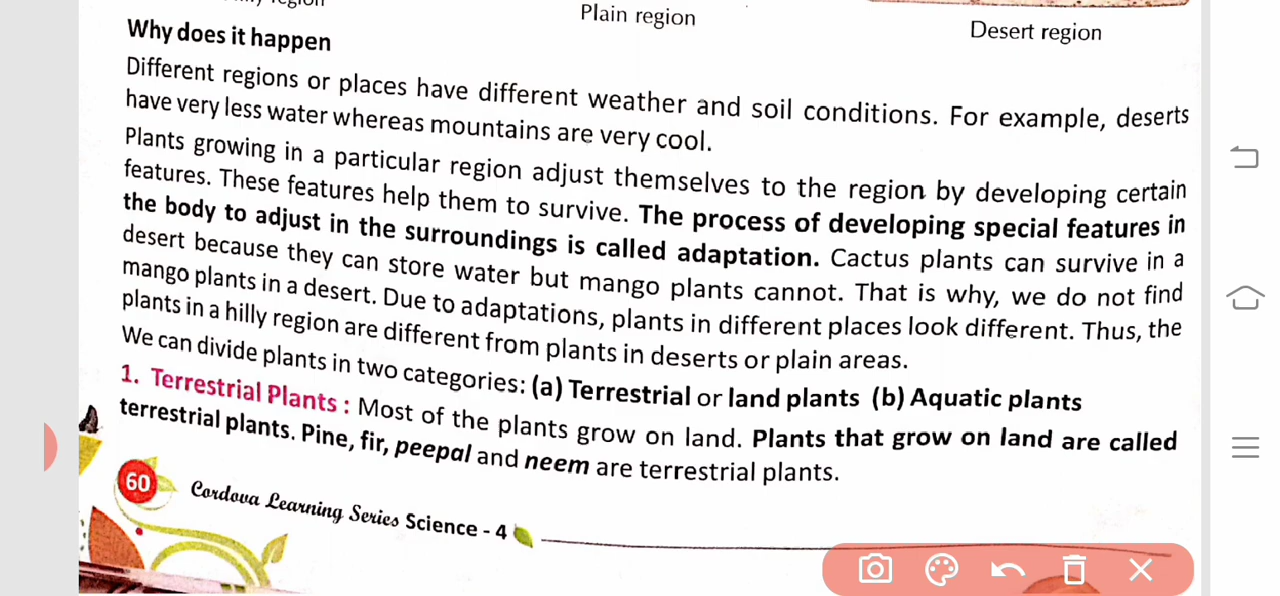 region
Plain region
Desert region
Why does it happen
Different regions or places have different weather and soil conditions. For example, deserts
have very less water whereas mountains are very cool.
Plants growing in a particular region adjust themselves to the region by developing certain
features. These features help them to survive. The process of developing special features in
the body to adjust in the surroundings is called adaptation. Cactus plants can survive in a
desert because they can store water but mango plants cannot. That is why, we do not find
mango plants in a desert. Due to adaptations, plants in different places look different. Thus, the
plants in a hilly region are different from plants in deserts or plain areas.
We can divide plants in two categories: (a) Terrestrial or land plants (b) Aquatic plants
1. Terrestrial Plants : Most of the plants grow on land. Plants that grow on land are called
terrestrial plants. Pine, fir, peepal and neem are terrestrial plants.
60
Cordova Learning Series Science - 4